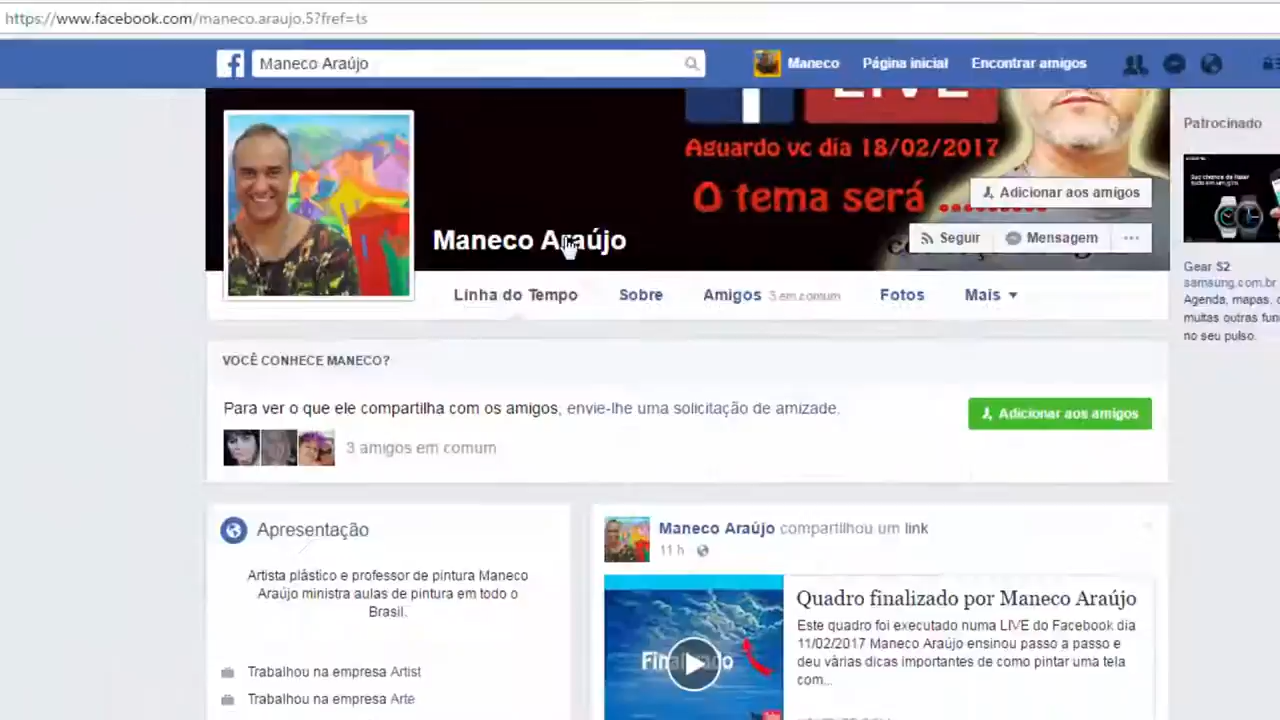 https://www.facebook.com/maneco.araujo.5?fref=ts
Maneco Araújo
Maneco
Página inicial
Encontrar amigos
LIVE
Aguardo vc dia 18/02/2017
O tema será ........
Adicionar aos amigos
Maneco Araújo
Seguir
Mensagem
Linha do Tempo
Sobre
Amigos 3 em comum
Fotos
Mais
Patrocinado
Gear S2
samsung.com.br
Agenda, mapas,
muitas outras
no seu pulso.
VOCÊ CONHECE MANECO?
Para ver o que ele compartilha com os amigos, envie-lhe uma solicitação de amizade.
Adicionar aos amigos
3 amigos em comum
Apresentação
Artista plástico e professor de pintura Maneco
Araújo ministra aulas de pintura em todo o
Brasil.
Trabalhou na empresa Artist
Trabalhou na empresa Arte
Maneco Araújo compartilhou um link
11 h
Finalizado
Quadro finalizado por Maneco Araújo
Este quadro foi executado numa LIVE do Facebook dia
11/02/2017 Maneco Araújo ensinou passo a passo e
deu várias dicas importantes de como pintar uma tela
com...